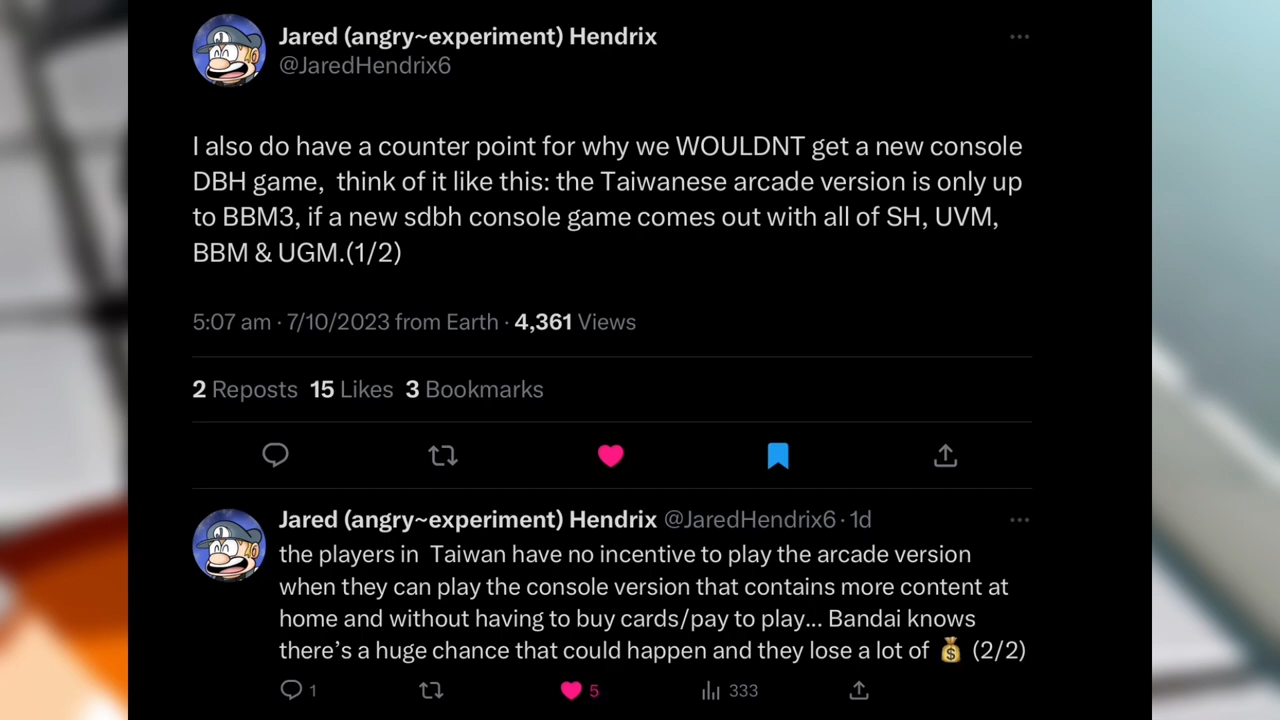 Jared (angry~experiment) Hendrix
@JaredHendrix6
I also do have a counter point for why we WOULDNT get a new console
DBH game,  think of it like this: the Taiwanese arcade version is only up
to BBM3, if a new sdbh console game comes out with all of SH, UVM,
BBM & UGM.(1/2)
5:07 am · 7/10/2023 from Earth · 4,361 Views
2 Reposts 15 Likes 3 Bookmarks
Jared (angry~experiment) Hendrix @JaredHendrix6 · 1d
the players in  Taiwan have no incentive to play the arcade version
when they can play the console version that contains more content at
home and without having to buy cards/pay to play... Bandai knows
there’s a huge chance that could happen and they lose a lot of 💰 (2/2)
1 5 333